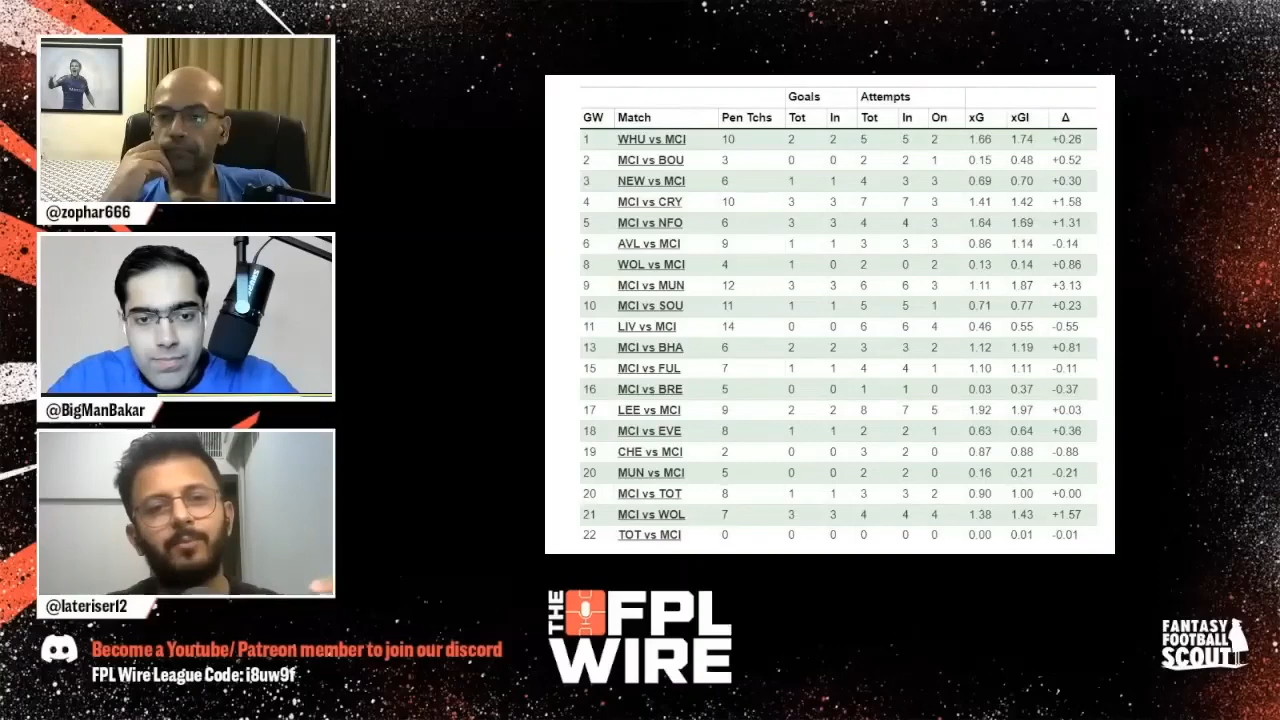 @zophar666
@BigManBakar
@lateriser12
Become a Youtube/ Patreon member to join our discord
FPL Wire League Code: i8uw9f
Goals Attempts
GW Match Pen Tchs Tot In Tot In On xG xGI Δ
1 WHU vs MCI 10 2 2 5 5 2 1.66 1.74 +0.26
2 MCI vs BOU 3 0 0 2 2 1 0.15 0.48 +0.52
3 NEW vs MCI 6 1 1 4 3 3 0.69 0.70 +0.30
4 MCI vs CRY 10 3 3 7 7 3 1.41 1.42 +1.58
5 MCI vs NFO 6 3 3 4 4 3 1.64 1.69 +1.31
6 AVL vs MCI 9 1 1 3 3 3 0.86 1.14 -0.14
8 WOL vs MCI 4 1 0 2 0 2 0.13 0.14 +0.86
9 MCI vs MUN 12 3 3 6 6 3 1.11 1.87 +3.13
10 MCI vs SOU 11 1 1 5 5 1 0.71 0.77 +0.23
11 LIV vs MCI 14 0 0 6 6 4 0.46 0.55 -0.55
13 MCI vs BHA 6 2 2 3 3 2 1.12 1.19 +0.81
15 MCI vs FUL 7 1 1 4 4 1 1.10 1.11 -0.11
16 MCI vs BRE 5 0 0 1 1 0 0.03 0.37 -0.37
17 LEE vs MCI 9 2 2 8 7 5 1.92 1.97 +0.03
18 MCI vs EVE 8 1 1 2 2 1 0.63 0.64 +0.36
19 CHE vs MCI 2 0 0 3 2 0 0.87 0.88 -0.88
20 MUN vs MCI 5 0 0 2 2 0 0.16 0.21 -0.21
20 MCI vs TOT 8 1 1 3 3 2 0.90 1.00 +0.00
21 MCI vs WOL 7 3 3 4 4 4 1.38 1.43 +1.57
22 TOT vs MCI 0 0 0 0 0 0 0.00 0.01 -0.01
THE FPL
WIRE
FANTASY
FOOTBALL
SCOUT